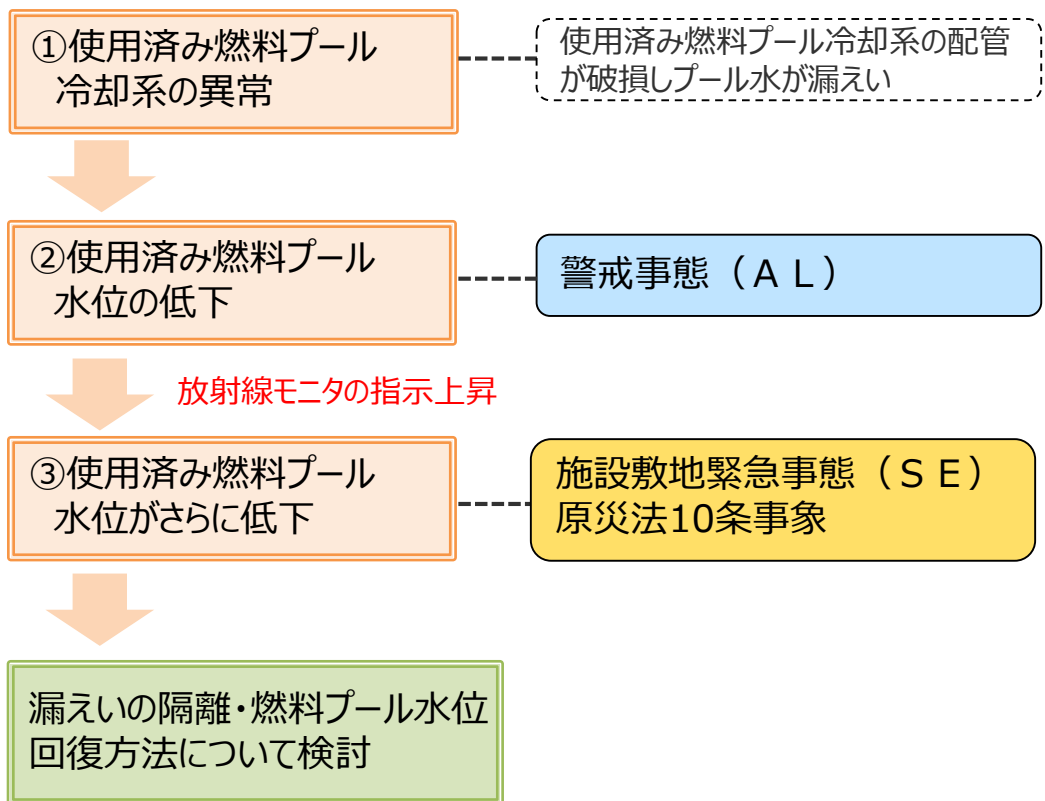 ①使用済み燃料プール
冷却系の異常
使用済み燃料プール冷却系の配管
が破損しプール水が漏えい
②使用済み燃料プール
水位の低下
警戒事態（ＡＬ）
放射線モニタの指示上昇
③使用済み燃料プール
水位がさらに低下
施設敷地緊急事態（ＳＥ）
原災法10条事象
漏えいの隔離・燃料プール水位
回復方法について検討